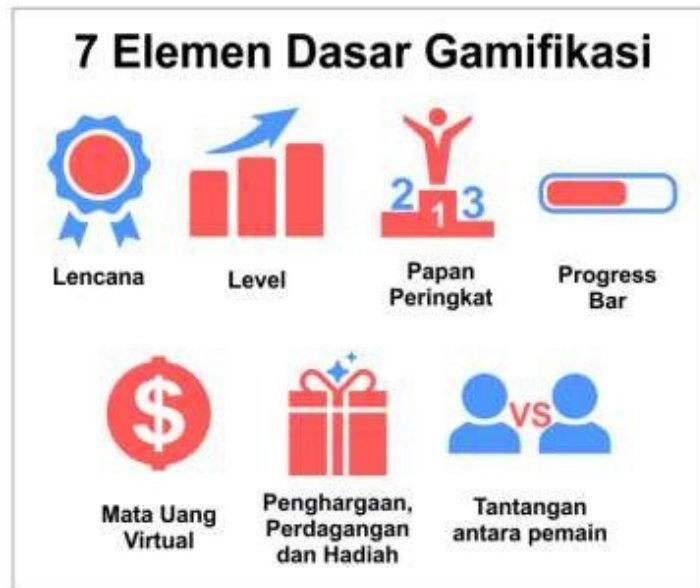 7 Elemen Dasar Gamifikasi
2
1
3
Lencana
Level
Papan
Peringkat
Progress
Bar
$
VS
Mata Uang
Virtual
Penghargaan,
Perdagangan
dan Hadiah
Tantangan
antara pemain